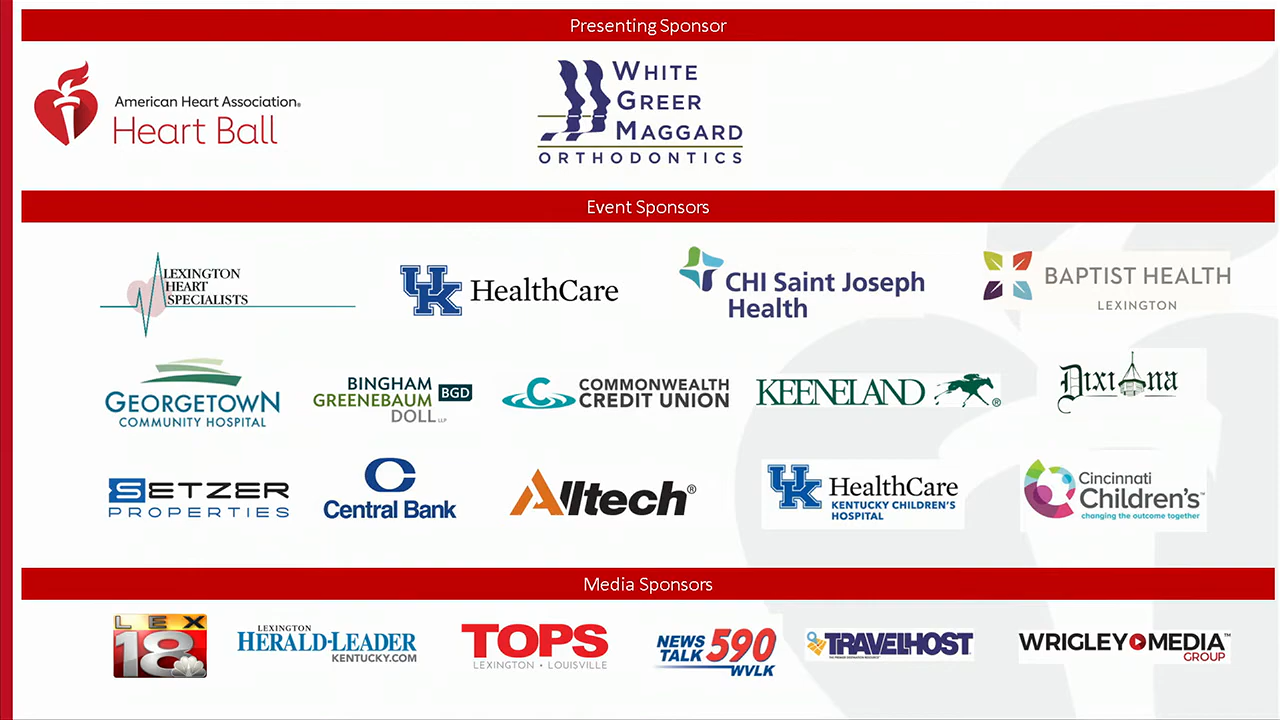 Presenting Sponsor
American Heart Association®
Heart Ball
WHITE
GREER
MAGGARD
ORTHODONTICS
Event Sponsors
LEXINGTON
HEART
SPECIALISTS
UK HealthCare
CHI Saint Joseph
Health
BAPTIST HEALTH
LEXINGTON
GEORGETOWN
COMMUNITY HOSPITAL
BINGHAM
GREENEBAUM
DOLL LLP
BGD
C
COMMONWEALTH
CREDIT UNION
KEENELAND®
Dixiana
SETZER
PROPERTIES
Central Bank
Alltech®
UK HealthCare
KENTUCKY CHILDREN'S
HOSPITAL
Cincinnati
Children's™
changing the outcome together
Media Sponsors
LEX
18
LEXINGTON
HERALD-LEADER
KENTUCKY.COM
TOPS
LEXINGTON • LOUISVILLE
NEWS
TALK 590
WVLK
TRAVELHOST
WRIGLEY MEDIA™
GROUP